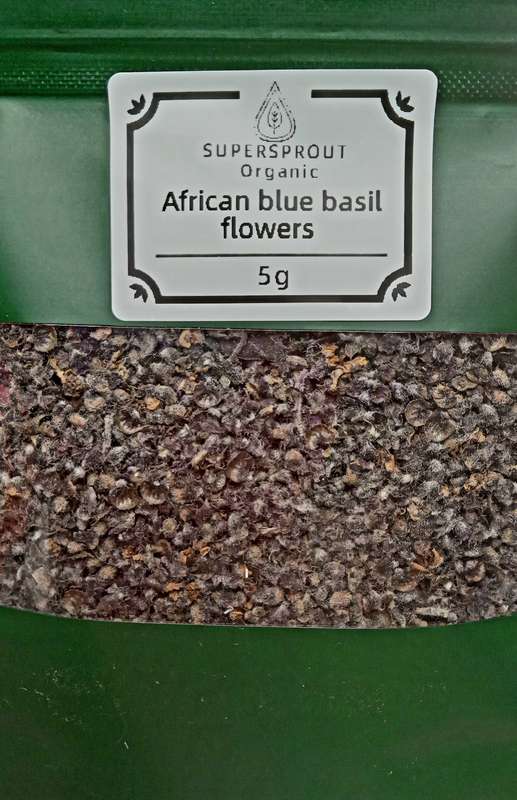 SUPERSPROUT
Organic
African blue basil
flowers
5g